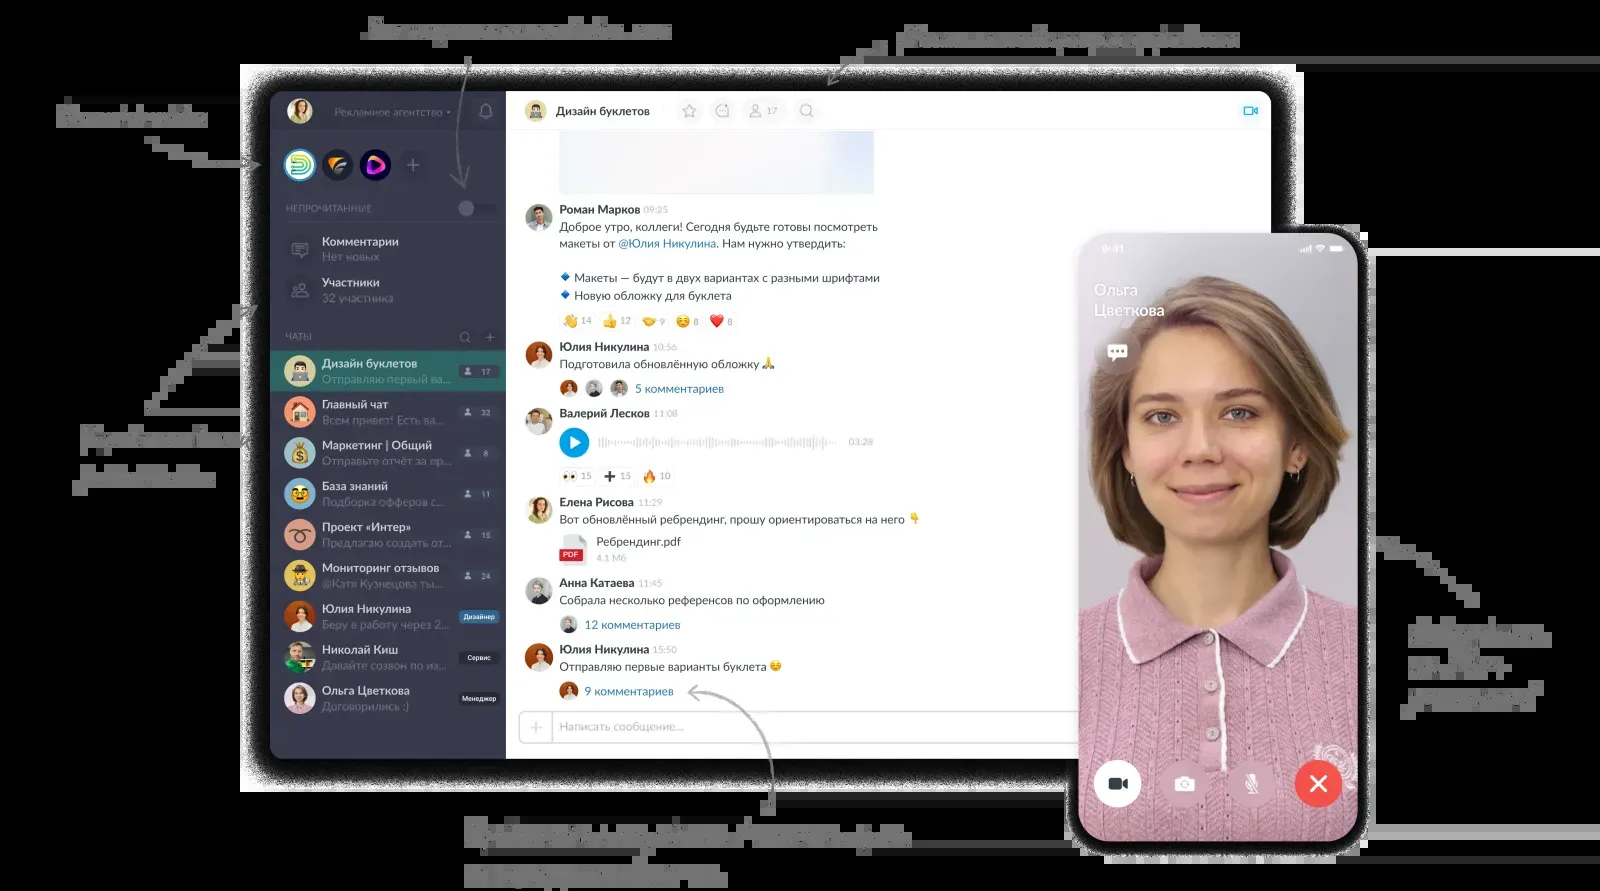 Рекламное агентство
НЕПРОЧИТАННЫЕ
Комментарии
Нет новых
Участники
32 участника
ЧАТЫ
Дизайн буклетов
Отправляю первый ва...
17
Главный чат
Всем привет! Есть ва...
32
Маркетинг | Общий
Отправьте отчёт за пр...
8
База знаний
Подборка офферов с...
11
Проект «Интер»
Предлагаю создать от...
15
Мониторинг отзывов
@Катя Кузнецова ты...
24
Юлия Никулина
Беру в работу через 2...
Дизайнер
Николай Киш
Давайте созвон по из...
Сервис
Ольга Цветкова
Договорились :)
Менеджер
Дизайн буклетов
17
Роман Марков 09:25
Доброе утро, коллеги! Сегодня будьте готовы посмотреть
макеты от @Юлия Никулина. Нам нужно утвердить:
Макеты — будут в двух вариантах с разными шрифтами
Новую обложку для буклета
14 12 9 8 8
Юлия Никулина 10:56
Подготовила обновлённую обложку
5 комментариев
Валерий Лесков 11:08
03:28
15 15 10
Елена Рисова 11:29
Вот обновлённый ребрендинг, прошу ориентироваться на него
PDF
Ребрендинг.pdf
4.1 Мб
Анна Катаева 11:45
Собрала несколько референсов по оформлению
12 комментариев
Юлия Никулина 15:50
Отправляю первые варианты буклета
9 комментариев
Написать сообщение...
9:41
Ольга
Цветкова